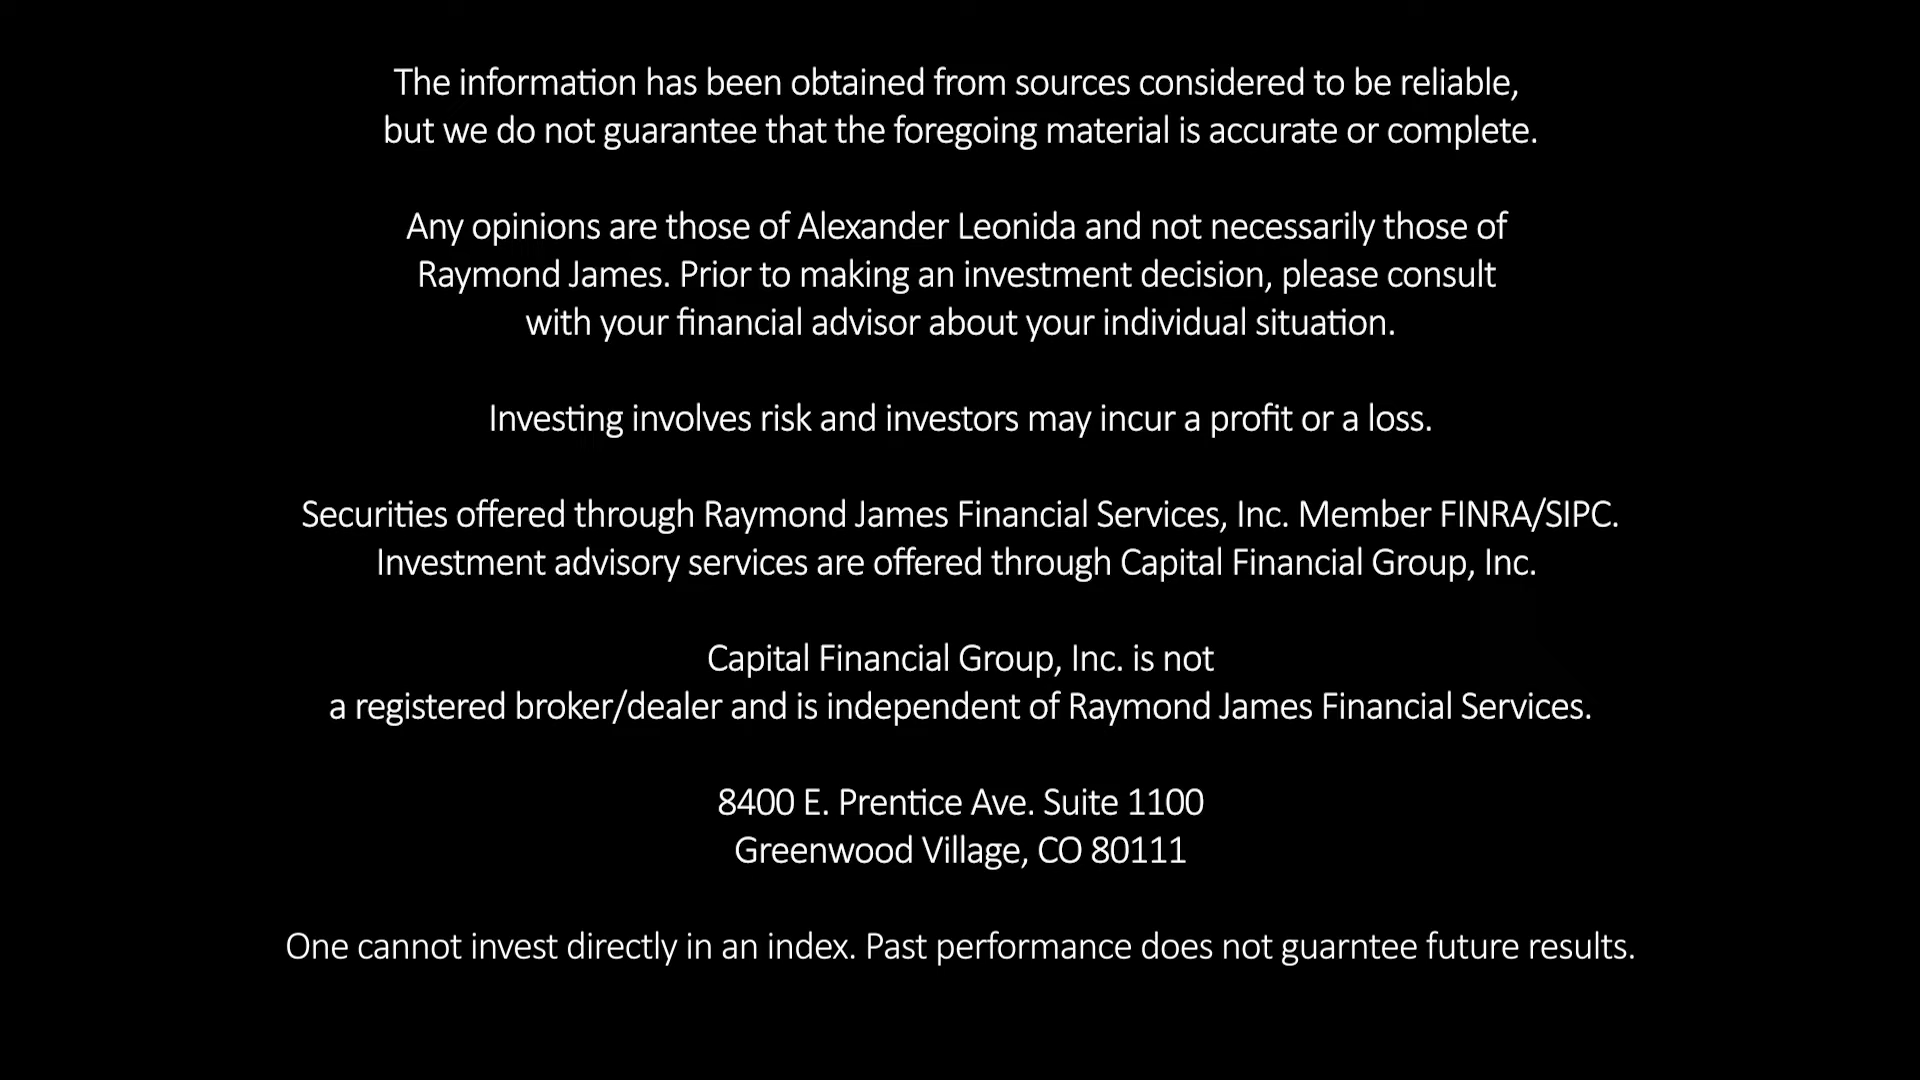 The information has been obtained from sources considered to be reliable,
but we do not guarantee that the foregoing material is accurate or complete.
Any opinions are those of Alexander Leonida and not necessarily those of
Raymond James. Prior to making an investment decision, please consult
with your financial advisor about your individual situation.
Investing involves risk and investors may incur a profit or a loss.
Securities offered through Raymond James Financial Services, Inc. Member FINRA/SIPC.
Investment advisory services are offered through Capital Financial Group, Inc.
Capital Financial Group, Inc. is not
a registered broker/dealer and is independent of Raymond James Financial Services.
8400 E. Prentice Ave. Suite 1100
Greenwood Village, CO 80111
One cannot invest directly in an index. Past performance does not guarntee future results.